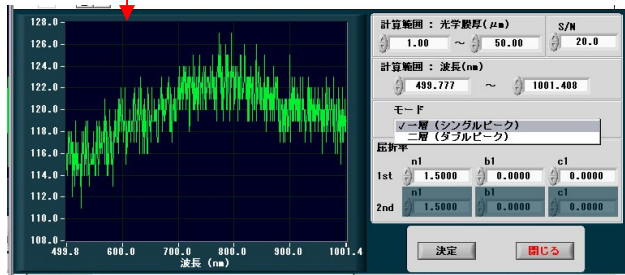 128.0
126.0
124.0
122.0
120.0
118.0
116.0
114.0
112.0
110.0
108.0
499.8 600.0 700.0 800.0 900.0 1001.4
波長 (nm)
計算範囲 : 光学膜厚(μm) S/N
1.00 ～ 50.00 20.0
計算範囲 : 波長(nm)
499.777 ～ 1001.408
モード
✓一層 (シングルピーク)
二層 (ダブルピーク)
屈折率
n1 b1 c1
1st 1.5000 0.0000 0.0000
n1 b1 c1
2nd 1.5000 0.0000 0.0000
決定 閉じる